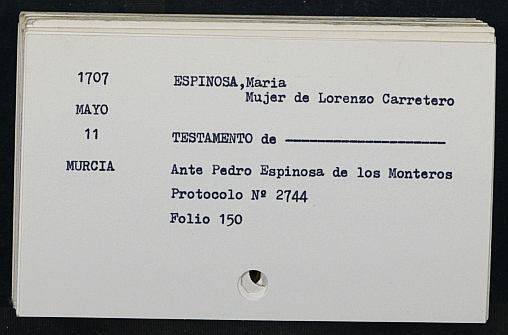 1707 ESPINOSA,Maria
Mujer de Lorenzo Carretero
MAYO
11 TESTAMENTO de --------------------
MURCIA Ante Pedro Espinosa de los Monteros
Protocolo Nº 2744
Folio 150